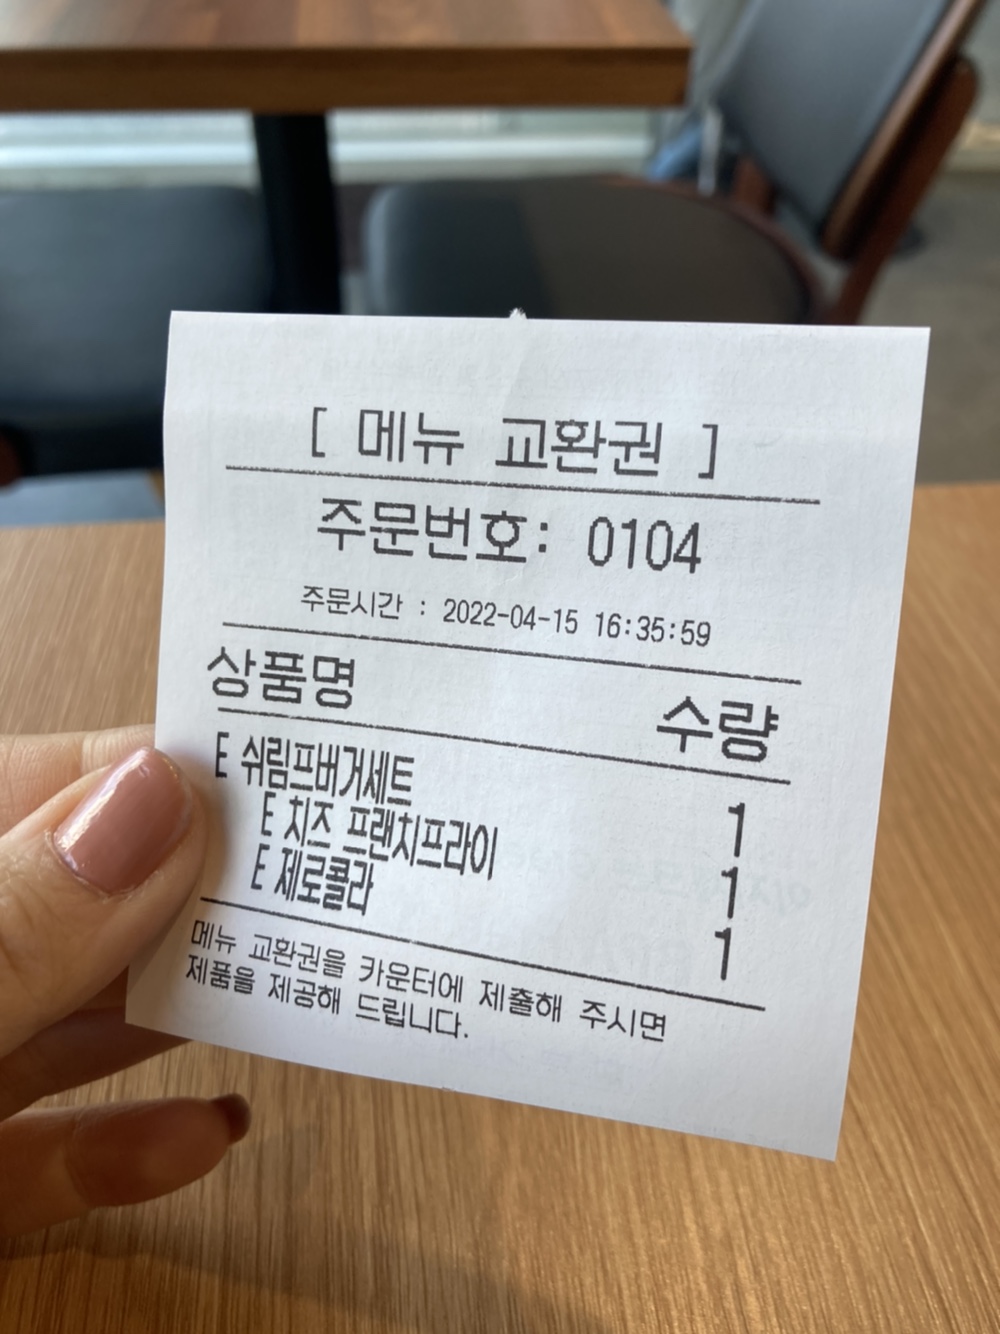 [ 메뉴 교환권 ]
주문번호: 0104
주문시간 : 2022-04-15 16:35:59
상품명 수량
E 쉬림프버거세트 1
E 치즈 프랜치프라이 1
E 제로콜라 1
메뉴 교환권을 카운터에 제출해 주시면
제품을 제공해 드립니다.